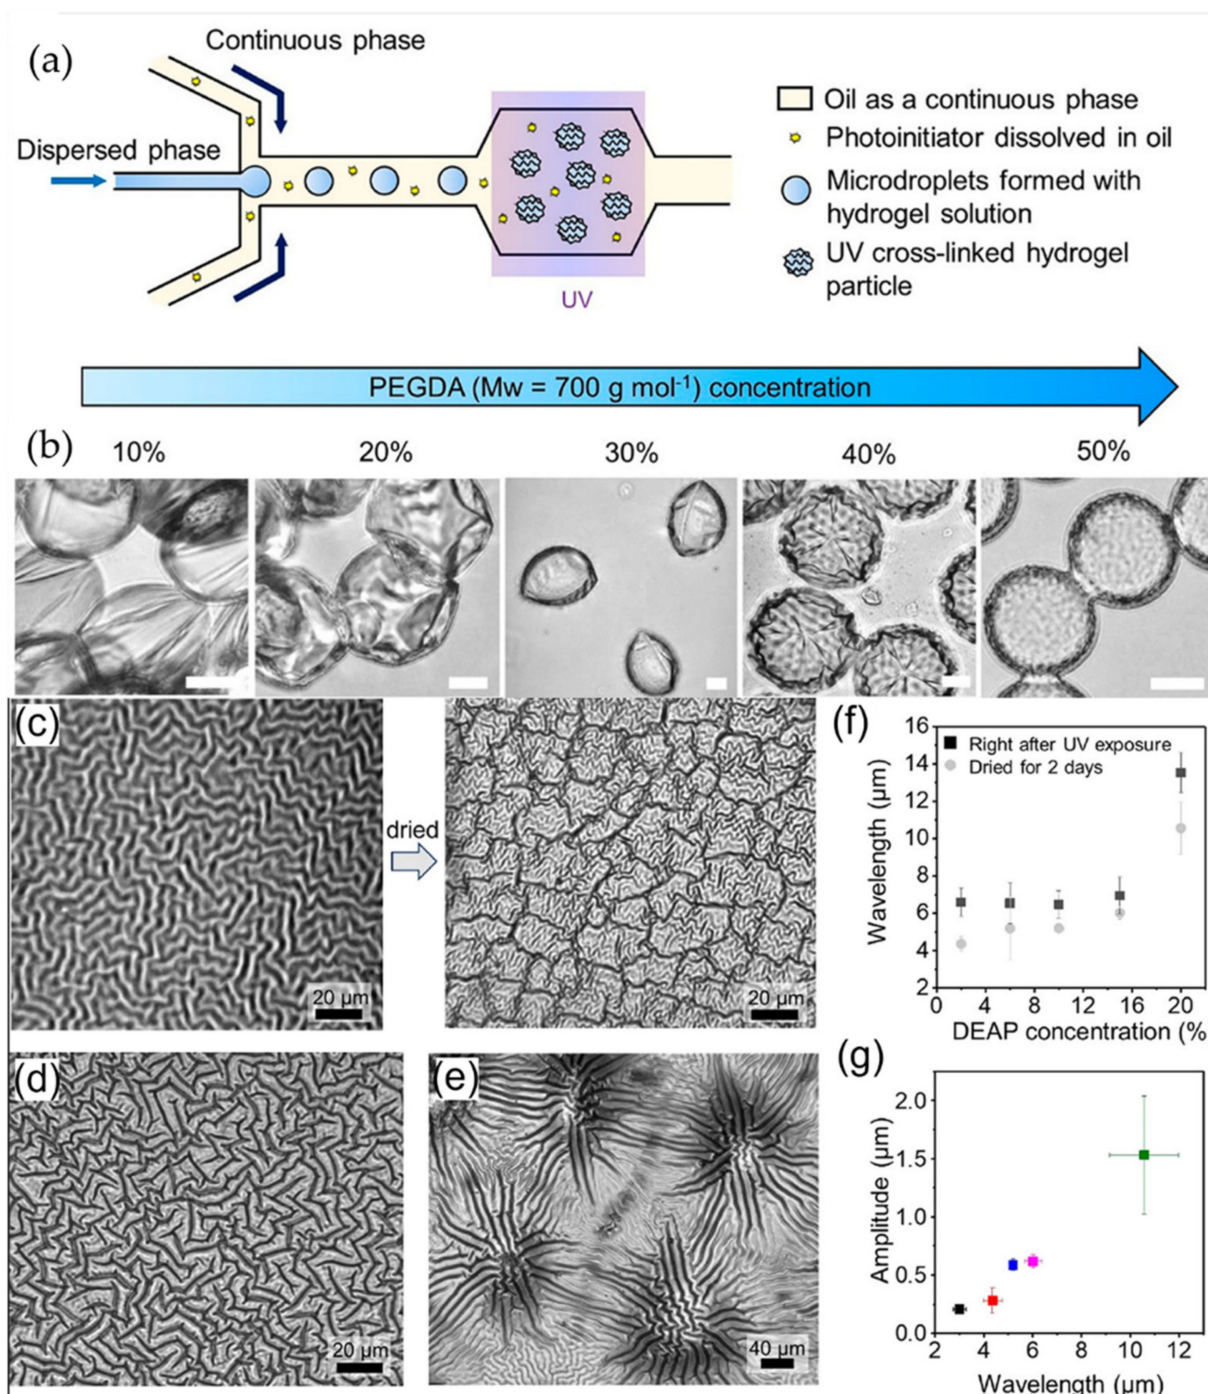 (a)
Continuous phase
Dispersed phase
UV
Oil as a continuous phase
Photoinitiator dissolved in oil
Microdroplets formed with
hydrogel solution
UV cross-linked hydrogel
particle
PEGDA (Mw = 700 g mol⁻¹) concentration
(b)
10%
20%
30%
40%
50%
(c)
20 µm
dried
20 µm
(f)
16
14
12
10
8
6
4
2
Wavelength (µm)
Right after UV exposure
Dried for 2 days
0
4
8
12
16
20
DEAP concentration (%
(d)
20 µm
(e)
40 µm
(g)
2.0
1.5
1.0
0.5
0.0
Amplitude (µm)
2
4
6
8
10
12
Wavelength (µm)